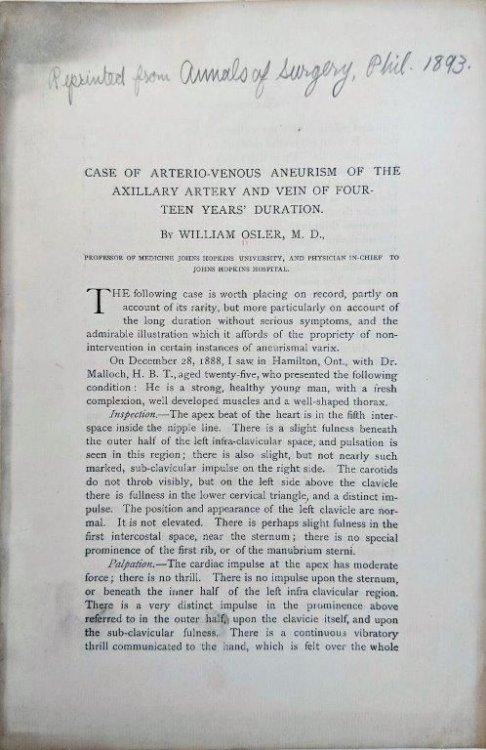 Reprinted from Annals of Surgery, Phil. 1893.
CASE OF ARTERIO-VENOUS ANEURISM OF THE
AXILLARY ARTERY AND VEIN OF FOUR-
TEEN YEARS' DURATION.
By WILLIAM OSLER, M. D.,
PROFESSOR OF MEDICINE JOHNS HOPKINS UNIVERSITY, AND PHYSICIAN IN-CHIEF TO
JOHNS HOPKINS HOSPITAL.
THE following case is worth placing on record, partly on
account of its rarity, but more particularly on account of
the long duration without serious symptoms, and the
admirable illustration which it affords of the propriety of non-
intervention in certain instances of aneurismal varix.
On December 28, 1888, I saw in Hamilton, Ont., with Dr.
Malloch, H. B. T., aged twenty-five, who presented the following
condition: He is a strong, healthy young man, with a fresh
complexion, well developed muscles and a well-shaped thorax.
Inspection.—The apex beat of the heart is in the fifth inter-
space inside the nipple line. There is a slight fulness beneath
the outer half of the left infra-clavicular space, and pulsation is
seen in this region; there is also slight, but not nearly such
marked, sub-clavicular impulse on the right side. The carotids
do not throb visibly, but on the left side above the clavicle
there is fullness in the lower cervical triangle, and a distinct im-
pulse. The position and appearance of the left clavicle are nor-
mal. It is not elevated. There is perhaps slight fulness in the
first intercostal space, near the sternum; there is no special
prominence of the first rib, or of the manubrium sterni.
Palpation.—The cardiac impulse at the apex has moderate
force; there is no thrill. There is no impulse upon the sternum,
or beneath the inner half of the left infra clavicular region.
There is a very distinct impulse in the prominence above
referred to in the outer half, upon the clavicle itself, and upon
the sub-clavicular fulness. There is a continuous vibratory
thrill communicated to the hand, which is felt over the whole